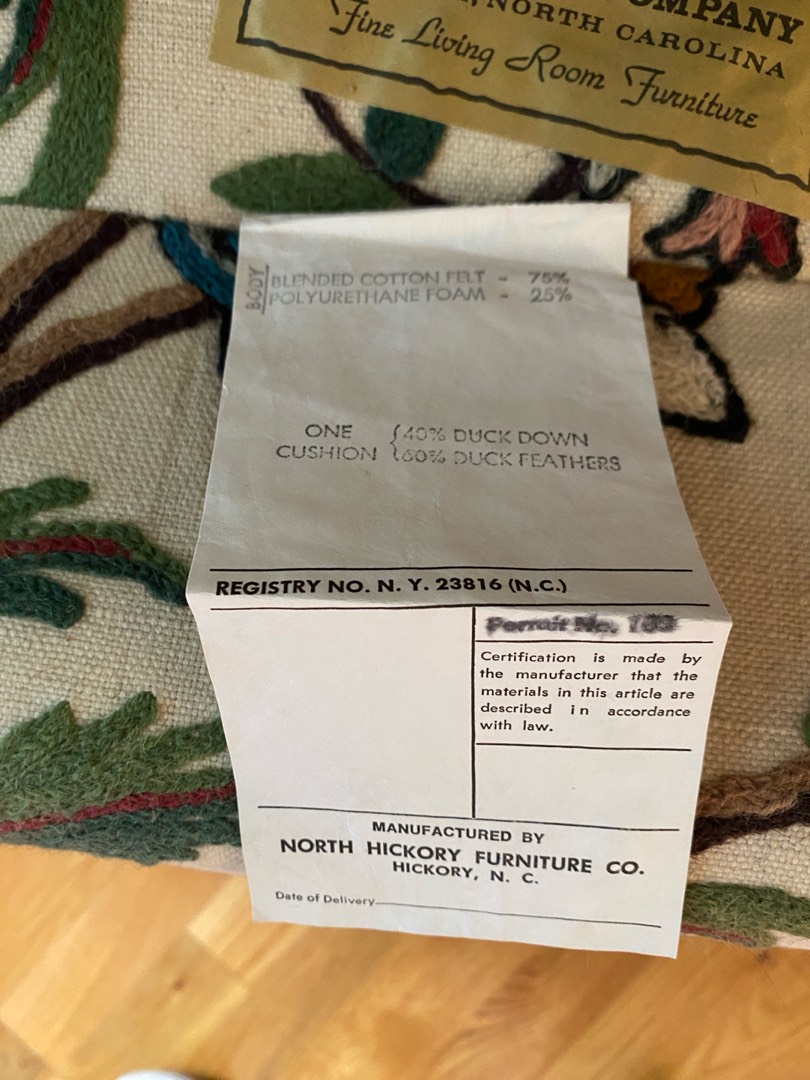 COMPANY
, NORTH CAROLINA
Fine Living Room Furniture
BODY
BLENDED COTTON FELT - 75%
POLYURETHANE FOAM - 25%
ONE { 40% DUCK DOWN
CUSHION { 60% DUCK FEATHERS
REGISTRY NO. N. Y. 23816 (N.C.)
Permit No.
Certification is made by
the manufacturer that the
materials in this article are
described in accordance
with law.
MANUFACTURED BY
NORTH HICKORY FURNITURE CO.
HICKORY, N. C.
Date of Delivery